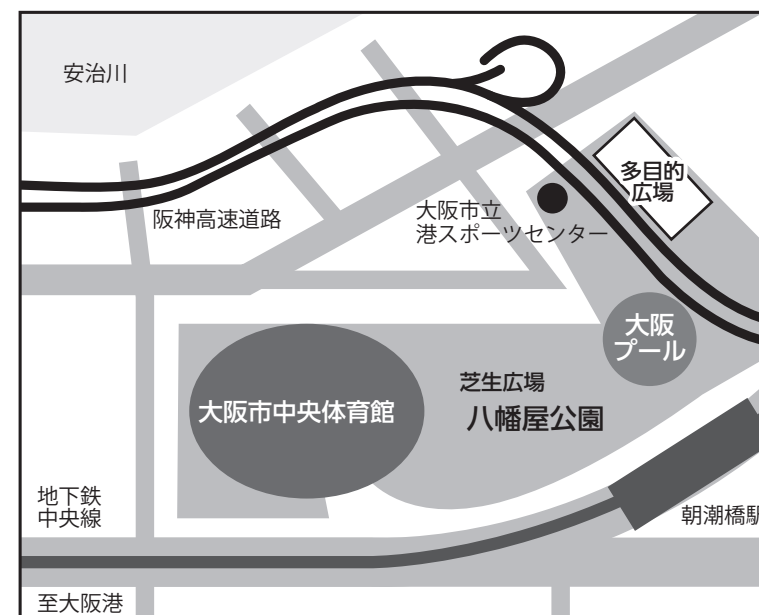 安治川
阪神高速道路
大阪市立
港スポーツセンター
多目的
広場
大阪
プール
芝生広場
八幡屋公園
大阪市中央体育館
地下鉄
中央線
朝潮橋駅
至大阪港